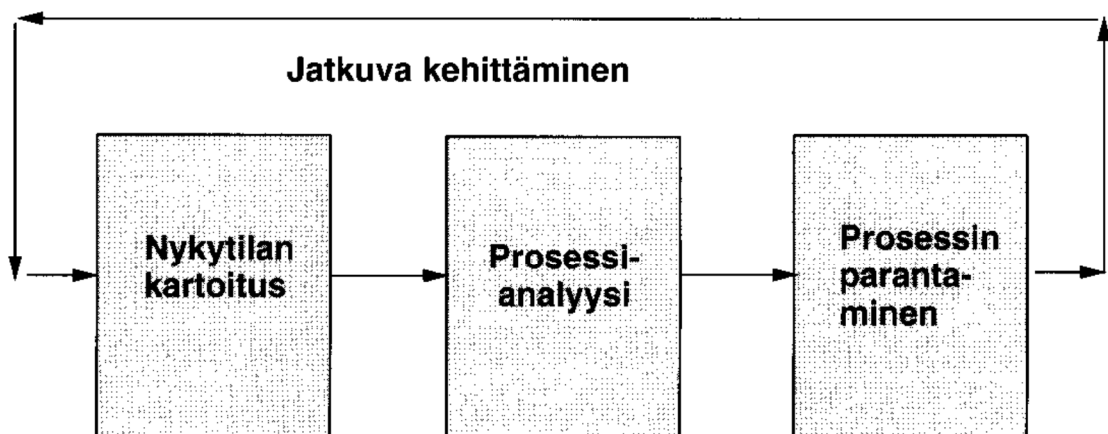 Jatkuva kehittäminen
Nykytilan
kartoitus
Prosessi-
analyysi
Prosessin
paranta-
minen